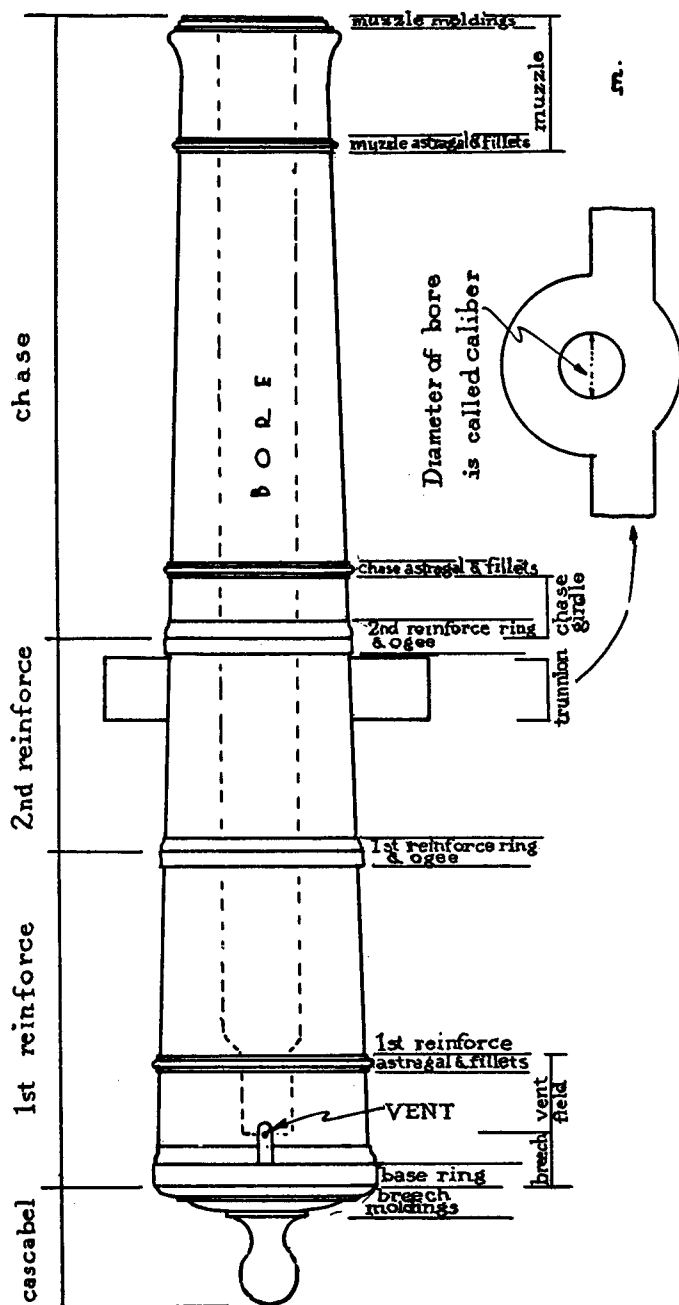 muzzle moldings
muzzle
m.
muzzle astragal & fillets
chase
Diameter of bore
is called caliber
BORE
chase astragal & fillets
chase
girdle
2nd reinforce ring
& ogee
trunnion
2nd reinforce
1st reinforce ring
& ogee
1st reinforce
1st reinforce
astragal & fillets
vent
field
VENT
breech
base ring
breech
moldings
cascabel